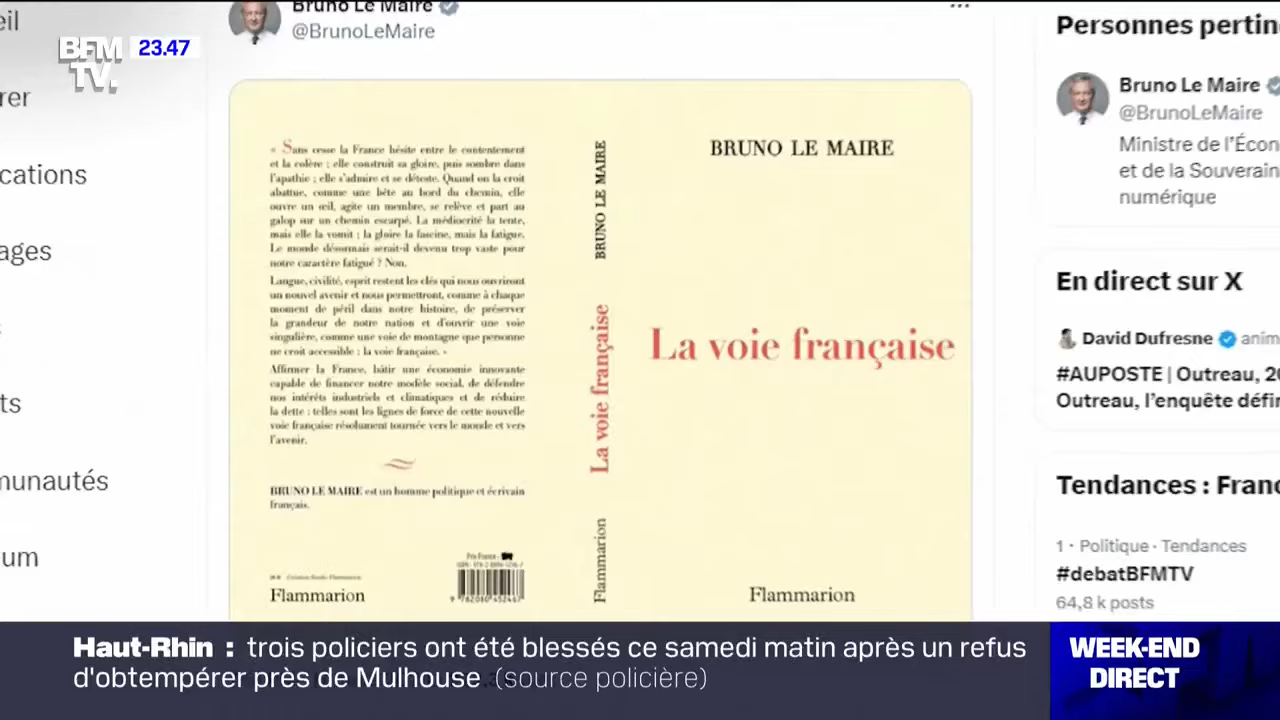 Bruno Le Maire
@BrunoLeMaire
BFM
TV.
23.47
eil
rer
cations
ages
ts
munautés
um
« Sans cesse la France hésite entre le contentement
et la colère ; elle construit sa gloire, puis sombre dans
l'apathie ; elle s'admire et se déteste. Quand on la croit
abattue, comme une bête au bord du chemin, elle
ouvre un œil, agite un membre, se relève et part au
galop sur un chemin escarpé. La médiocrité la tente,
mais elle la vomit ; la gloire la fascine, mais la fatigue.
Le monde désormais serait-il devenu trop vaste pour
notre caractère fatigué ? Non.
Langue, civilité, esprit restent les clés qui nous ouvriront
un nouvel avenir et nous permettront, comme à chaque
moment de péril dans notre histoire, de préserver
la grandeur de notre nation et d'ouvrir une voie
singulière, comme une voie de montagne que personne
ne croit accessible : la voie française. »
Affirmer la France, bâtir une économie innovante
capable de financer notre modèle social, de défendre
nos intérêts industriels et climatiques et de réduire
la dette : telles sont les lignes de force de cette nouvelle
voie française résolument tournée vers le monde et vers
l'avenir.
BRUNO LE MAIRE est un homme politique et écrivain
français.
Création Studio Flammarion
Flammarion
Prix France
BRUNO LE MAIRE
La voie française
Flammarion
BRUNO LE MAIRE
La voie française
Flammarion
Personnes pertin
Bruno Le Maire
@BrunoLeMaire
Ministre de l'Écon
et de la Souverain
numérique
En direct sur X
David Dufresne anim
#AUPOSTE | Outreau, 20
Outreau, l'enquête défin
Tendances : Franc
1 · Politique · Tendances
#debatBFMTV
64,8 k posts
Haut-Rhin : trois policiers ont été blessés ce samedi matin après un refus
d'obtempérer près de Mulhouse. (source policière)
WEEK-END
DIRECT